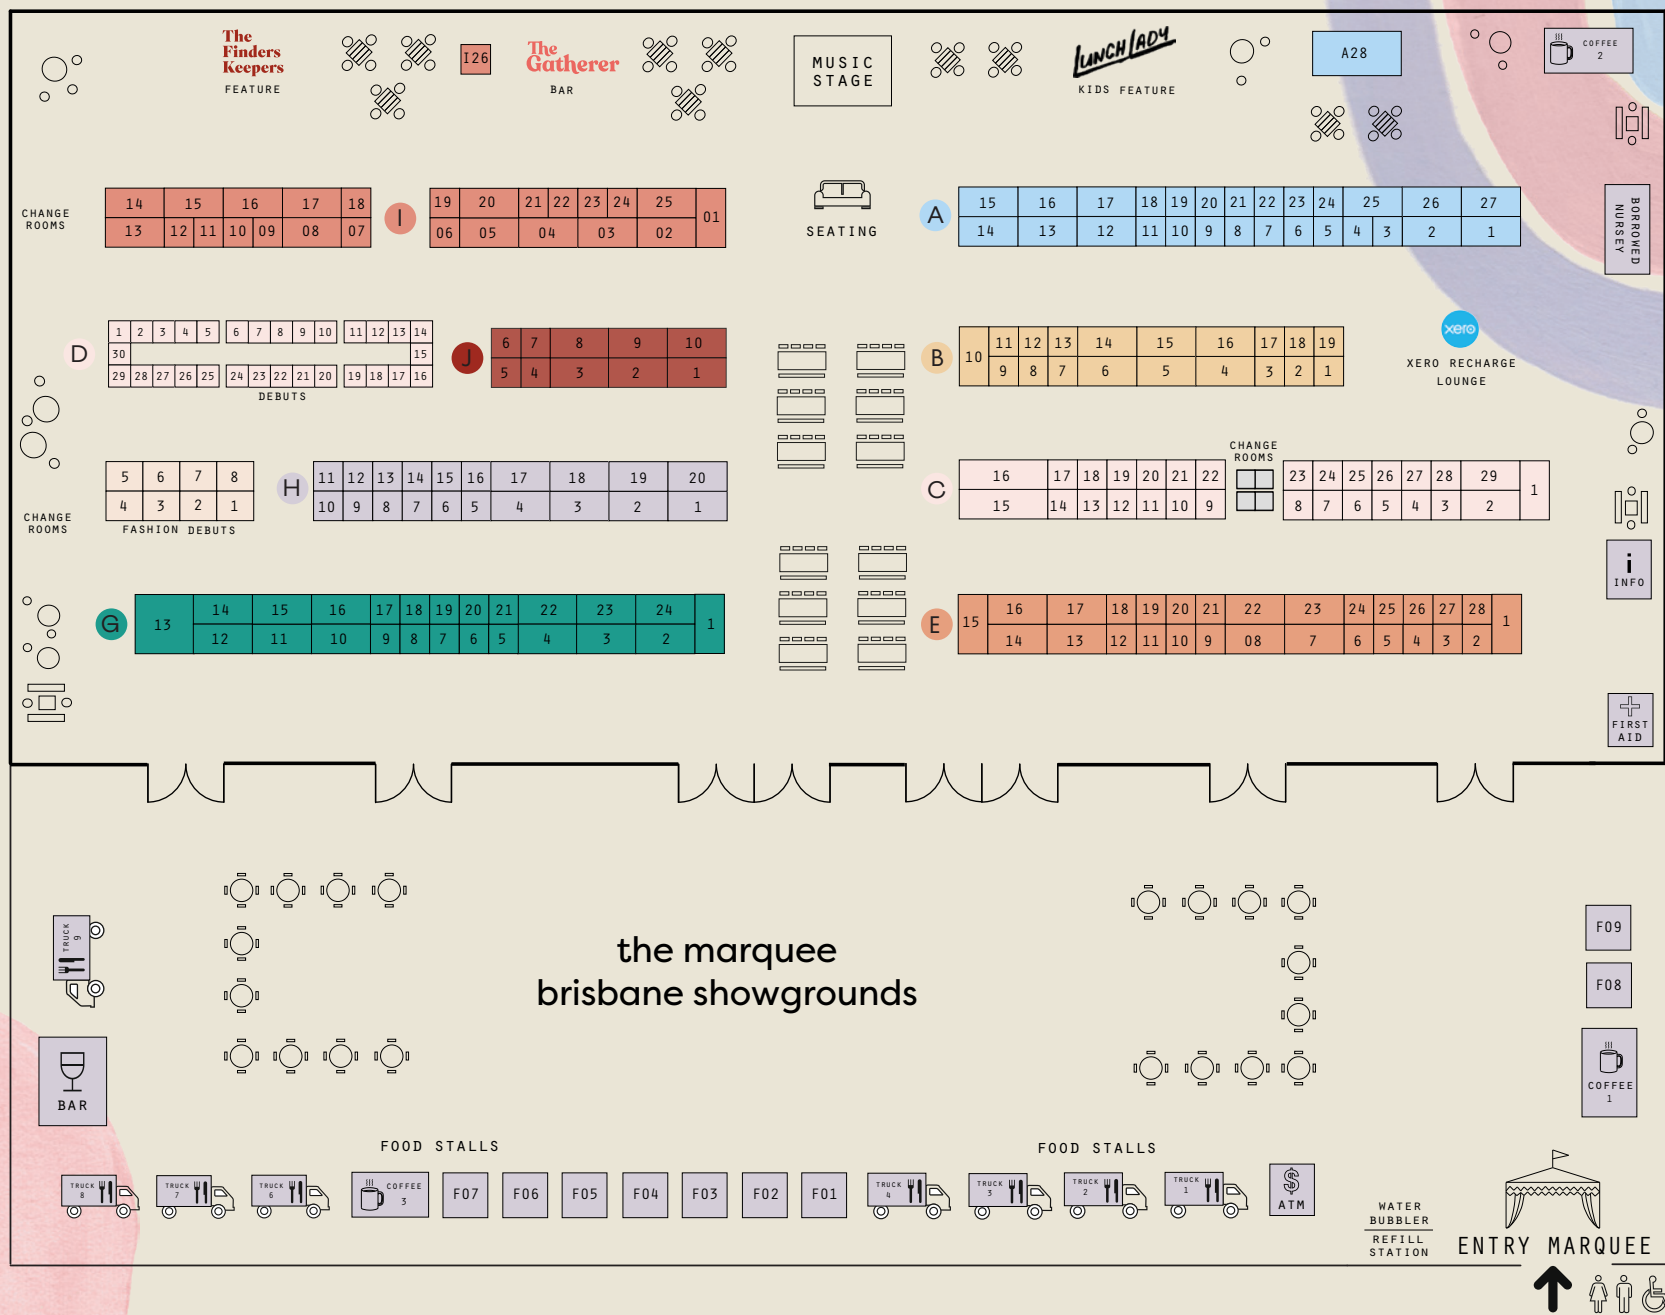 The
Finders
Keepers
FEATURE
I26
The
Gatherer
BAR
MUSIC
STAGE
LUNCH LADY
KIDS FEATURE
A28
COFFEE
2
CHANGE
ROOMS
14 15 16 17 18
13 12 11 10 09 08 07
I
19 20 21 22 23 24 25 01
06 05 04 03 02
SEATING
A
15 16 17 18 19 20 21 22 23 24 25 26 27
14 13 12 11 10 9 8 7 6 5 4 3 2 1
BORROWED
NURSEY
D
1 2 3 4 5 6 7 8 9 10 11 12 13 14
30 15
29 28 27 26 25 24 23 22 21 20 19 18 17 16
DEBUTS
J
6 7 8 9 10
5 4 3 2 1
B
10 11 12 13 14 15 16 17 18 19
9 8 7 6 5 4 3 2 1
xero
XERO RECHARGE
LOUNGE
5 6 7 8
4 3 2 1
FASHION DEBUTS
CHANGE
ROOMS
H
11 12 13 14 15 16 17 18 19 20
10 9 8 7 6 5 4 3 2 1
C
16 17 18 19 20 21 22
15 14 13 12 11 10 9
CHANGE
ROOMS
23 24 25 26 27 28 29 1
8 7 6 5 4 3 2
i
INFO
G
13 14 15 16 17 18 19 20 21 22 23 24 1
12 11 10 9 8 7 6 5 4 3 2
E
15 16 17 18 19 20 21 22 23 24 25 26 27 28 1
14 13 12 11 10 9 08 7 6 5 4 3 2
FIRST
AID
TRUCK
9
the marquee
brisbane showgrounds
F09
F08
BAR
COFFEE
1
FOOD STALLS
FOOD STALLS
TRUCK
8
TRUCK
7
TRUCK
6
COFFEE
3
F07
F06
F05
F04
F03
F02
F01
TRUCK
4
TRUCK
3
TRUCK
2
TRUCK
1
$
ATM
WATER
BUBBLER
REFILL
STATION
ENTRY MARQUEE